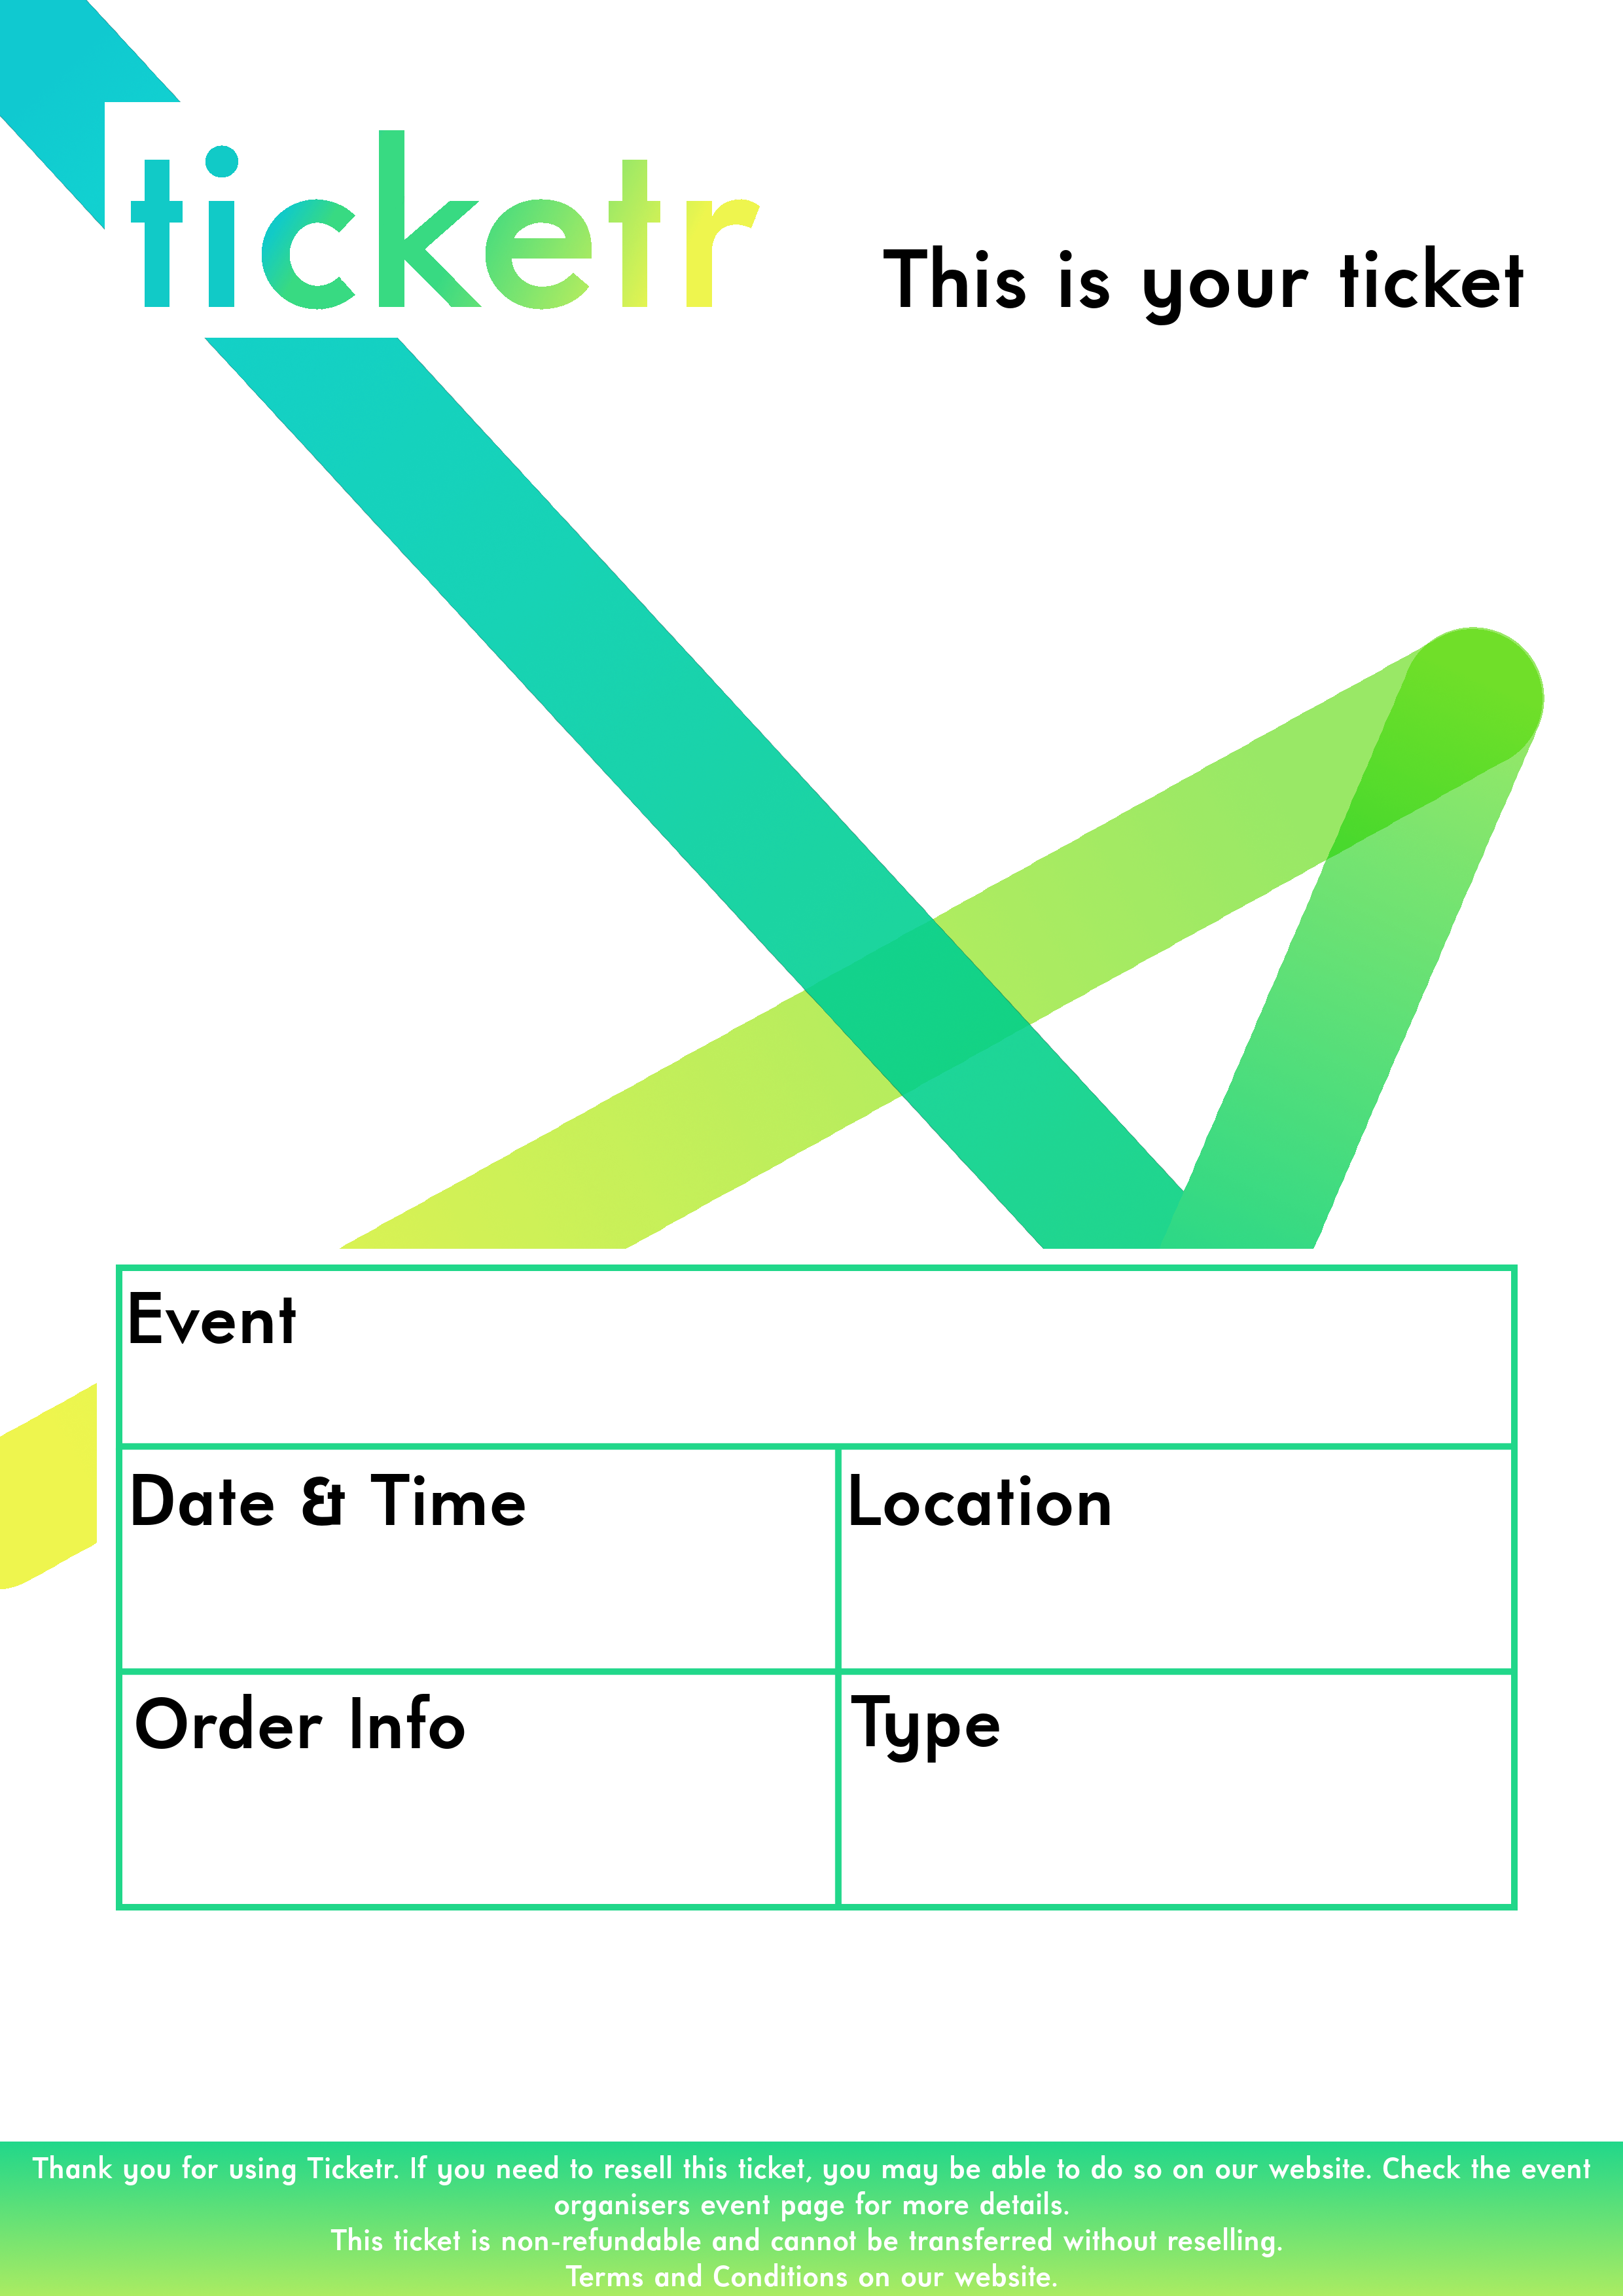 ticketr
This is your ticket
Event
Date & Time
Location
Order Info
Type
Thank you for using Ticketr. If you need to resell this ticket, you may be able to do so on our website. Check the event
organisers event page for more details.
This ticket is non-refundable and cannot be transferred without reselling.
Terms and Conditions on our website.